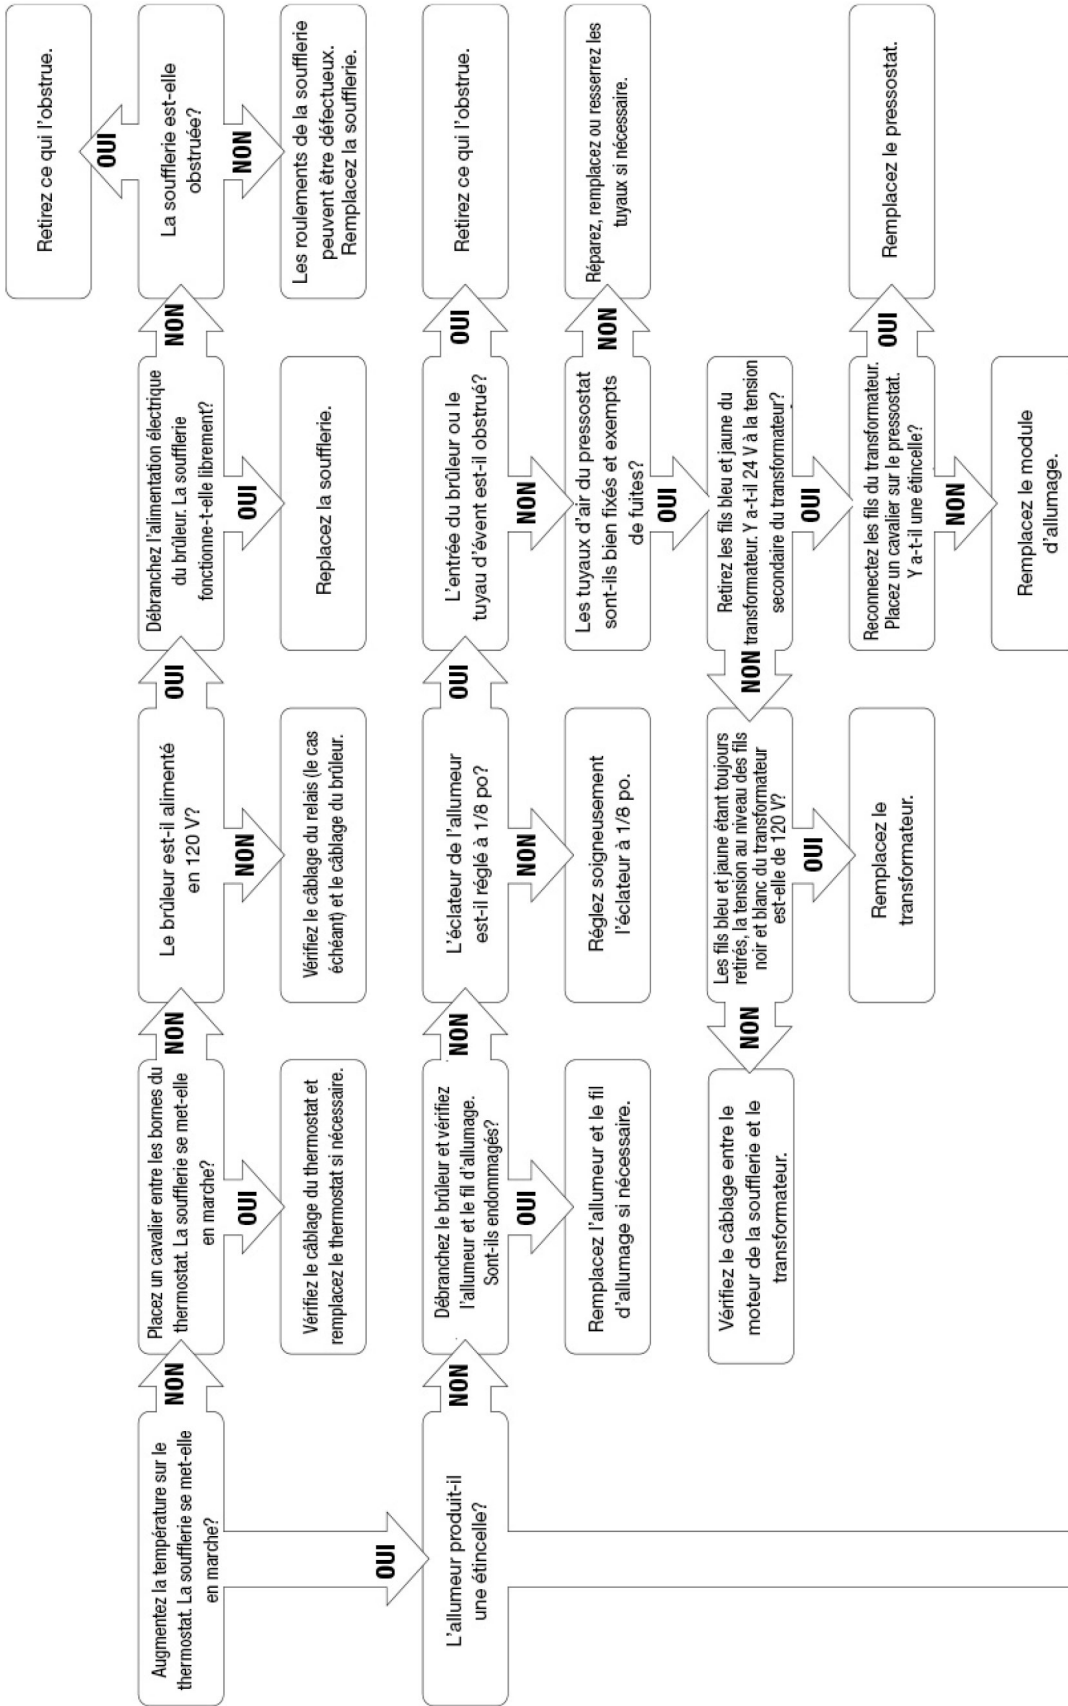 Augmentez la température sur le
thermostat. La soufflerie se met-elle
en marche?
NON
Placez un cavalier entre les bornes du
thermostat. La soufflerie se met-elle
en marche?
NON
Le brûleur est-il alimenté
en 120 V?
OUI
Débranchez l'alimentation électrique
du brûleur. La soufflerie
fonctionne-t-elle librement?
NON
La soufflerie est-elle
obstruée?
OUI
Retirez ce qui l'obstrue.
NON
Les roulements de la soufflerie
peuvent être défectueux.
Remplacez la soufflerie.
OUI
Vérifiez le câblage du thermostat et
remplacez le thermostat si nécessaire.
NON
Vérifiez le câblage du relais (le cas
échéant) et le câblage du brûleur.
OUI
Replacez la soufflerie.
OUI
L'allumeur produit-il
une étincelle?
NON
Débranchez le brûleur et vérifiez
l'allumeur et le fil d'allumage.
Sont-ils endommagés?
NON
L'éclateur de l'allumeur
est-il réglé à 1/8 po?
OUI
L'entrée du brûleur ou le
tuyau d'évent est-il obstrué?
OUI
Retirez ce qui l'obstrue.
OUI
Remplacez l'allumeur et le fil
d'allumage si nécessaire.
NON
Réglez soigneusement
l'éclateur à 1/8 po.
NON
Les tuyaux d'air du pressostat
sont-ils bien fixés et exempts
de fuites?
NON
Réparez, remplacez ou resserrez les
tuyaux si nécessaire.
OUI
Retirez les fils bleu et jaune du
transformateur. Y a-t-il 24 V à la tension
secondaire du transformateur?
NON
Les fils bleu et jaune étant toujours
retirés, la tension au niveau des fils
noir et blanc du transformateur
est-elle de 120 V?
NON
Vérifiez le câblage entre le
moteur de la soufflerie et le
transformateur.
OUI
Remplacez le
transformateur.
OUI
Reconnectez les fils du transformateur.
Placez un cavalier sur le pressostat.
Y a-t-il une étincelle?
OUI
Remplacez le pressostat.
NON
Remplacez le module
d'allumage.